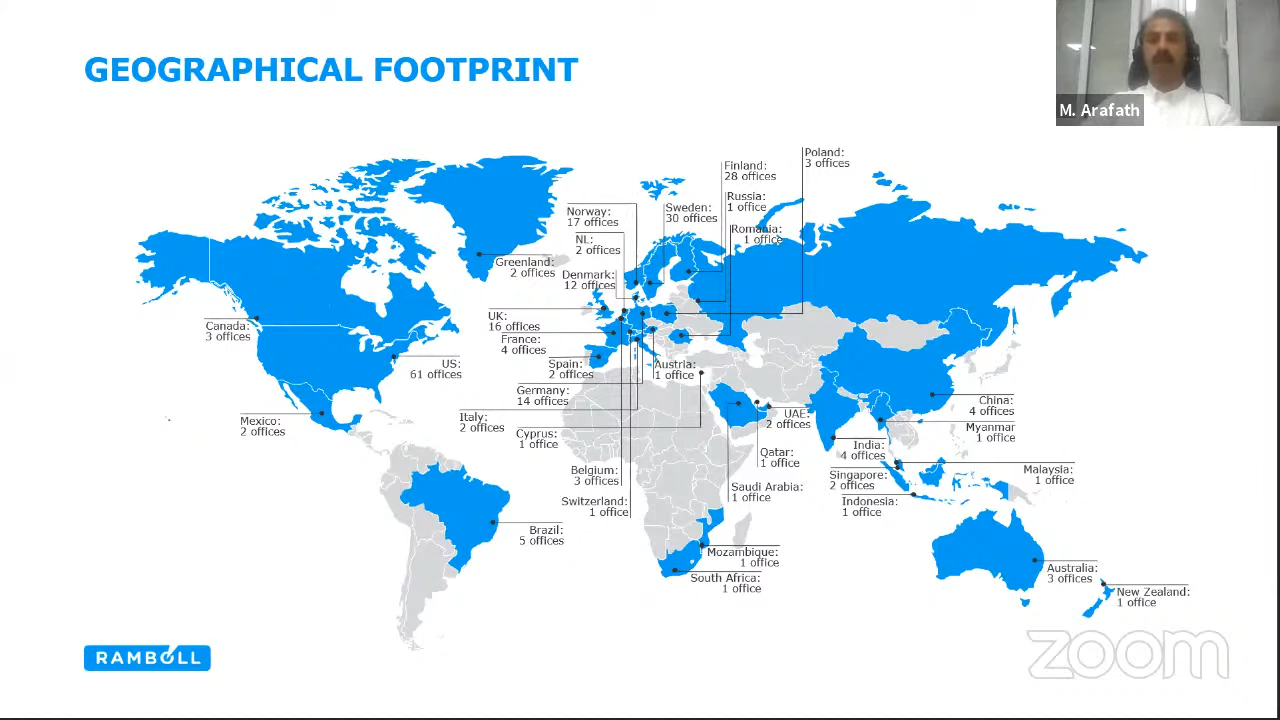 GEOGRAPHICAL FOOTPRINT
M. Arafath
Poland:
3 offices
Finland:
28 offices
Russia:
1 office
Romania:
1 office
Sweden:
30 offices
Norway:
17 offices
NL:
2 offices
Greenland:
2 offices
Denmark:
12 offices
UK:
16 offices
France:
4 offices
Spain:
2 offices
Austria:
1 office
Germany:
14 offices
Italy:
2 offices
Cyprus:
1 office
Belgium:
3 offices
Switzerland:
1 office
Canada:
3 offices
US:
61 offices
Mexico:
2 offices
Brazil:
5 offices
UAE:
2 offices
Qatar:
1 office
Saudi Arabia:
1 office
China:
4 offices
Myanmar
1 office
India:
4 offices
Singapore:
2 offices
Malaysia:
1 office
Indonesia:
1 office
Mozambique:
1 office
South Africa:
1 office
Australia:
3 offices
New Zealand:
1 office
RAMBOLL
zoom